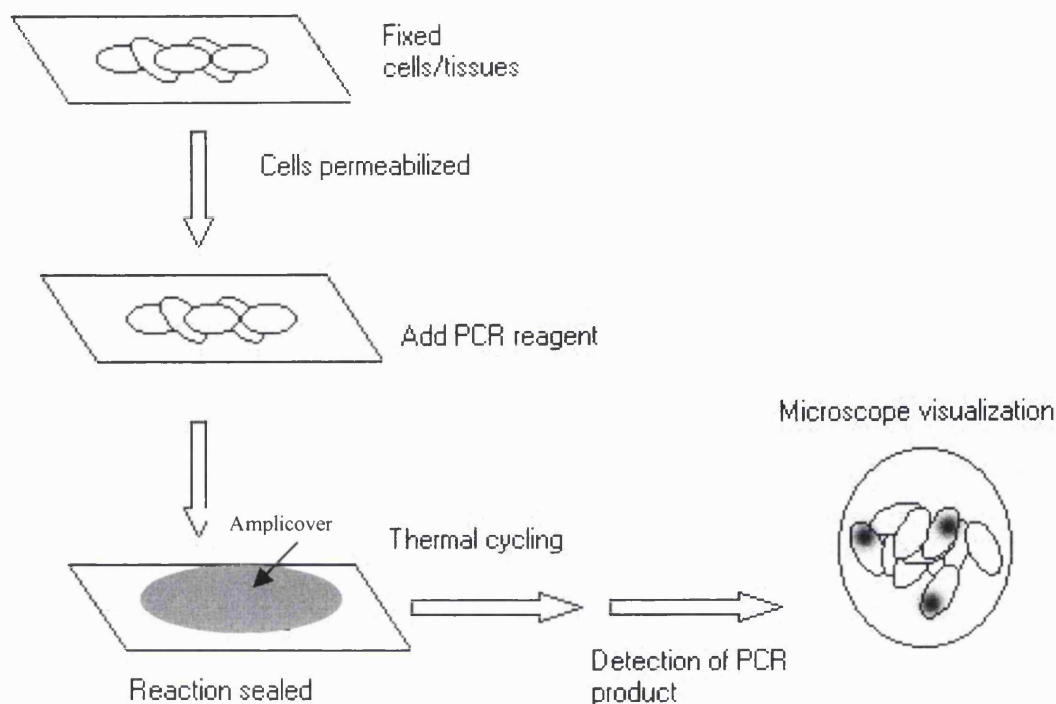 Fixed
cells/tissues
Cells permeabilized
Add PCR reagent
Microscope visualization
Amplicover
Thermal cycling
Detection of PCR
product
Reaction sealed